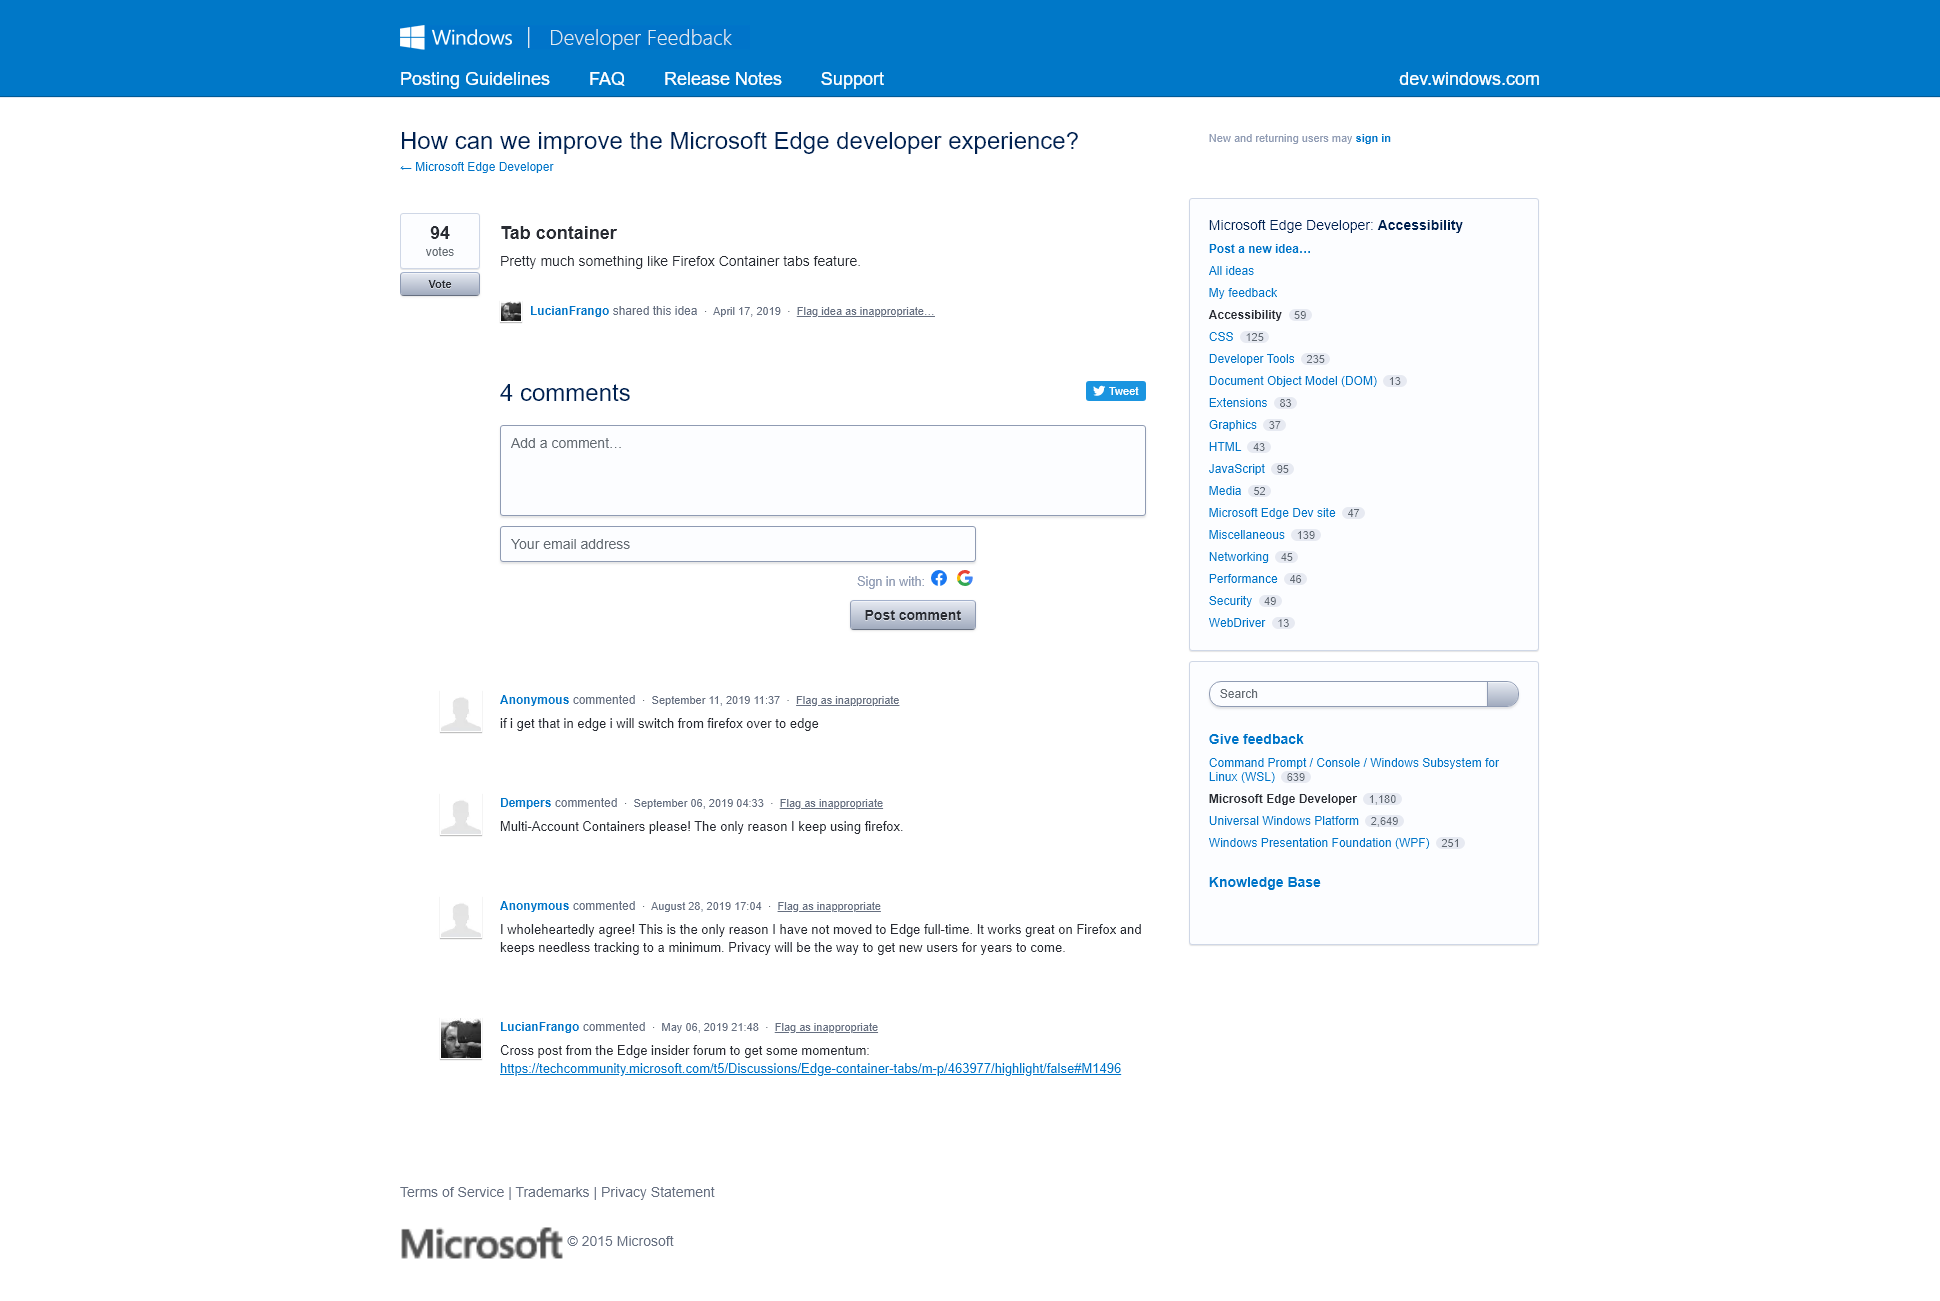 Windows | Developer Feedback
Posting Guidelines FAQ Release Notes Support dev.windows.com
How can we improve the Microsoft Edge developer experience?
← Microsoft Edge Developer
New and returning users may sign in
94
votes
Vote
Tab container
Pretty much something like Firefox Container tabs feature.
LucianFrango shared this idea · April 17, 2019 · Flag idea as inappropriate…
4 comments
Tweet
Add a comment…
Your email address
Sign in with:
Post comment
Anonymous commented · September 11, 2019 11:37 · Flag as inappropriate
if i get that in edge i will switch from firefox over to edge
Dempers commented · September 06, 2019 04:33 · Flag as inappropriate
Multi-Account Containers please! The only reason I keep using firefox.
Anonymous commented · August 28, 2019 17:04 · Flag as inappropriate
I wholeheartedly agree! This is the only reason I have not moved to Edge full-time. It works great on Firefox and
keeps needless tracking to a minimum. Privacy will be the way to get new users for years to come.
LucianFrango commented · May 06, 2019 21:48 · Flag as inappropriate
Cross post from the Edge insider forum to get some momentum:
https://techcommunity.microsoft.com/t5/Discussions/Edge-container-tabs/m-p/463977/highlight/false#M1496
Microsoft Edge Developer: Accessibility
Post a new idea…
All ideas
My feedback
Accessibility 59
CSS 125
Developer Tools 235
Document Object Model (DOM) 13
Extensions 83
Graphics 37
HTML 43
JavaScript 95
Media 52
Microsoft Edge Dev site 47
Miscellaneous 139
Networking 45
Performance 46
Security 49
WebDriver 13
Search
Give feedback
Command Prompt / Console / Windows Subsystem for
Linux (WSL) 639
Microsoft Edge Developer 1,180
Universal Windows Platform 2,649
Windows Presentation Foundation (WPF) 251
Knowledge Base
Terms of Service | Trademarks | Privacy Statement
Microsoft © 2015 Microsoft